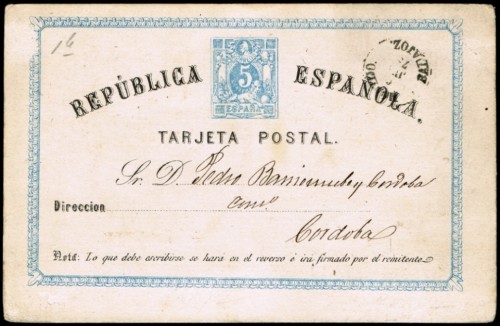 REPÚBLICA ESPAÑOLA
5
ESPAÑA
BADAJOZ
TARJETA POSTAL.
Sr. D. Pedro y Cordoba
Direccion
Cordoba
Nota: Lo que debe escribirse se hará en el reverso é irá firmado por el remitente.